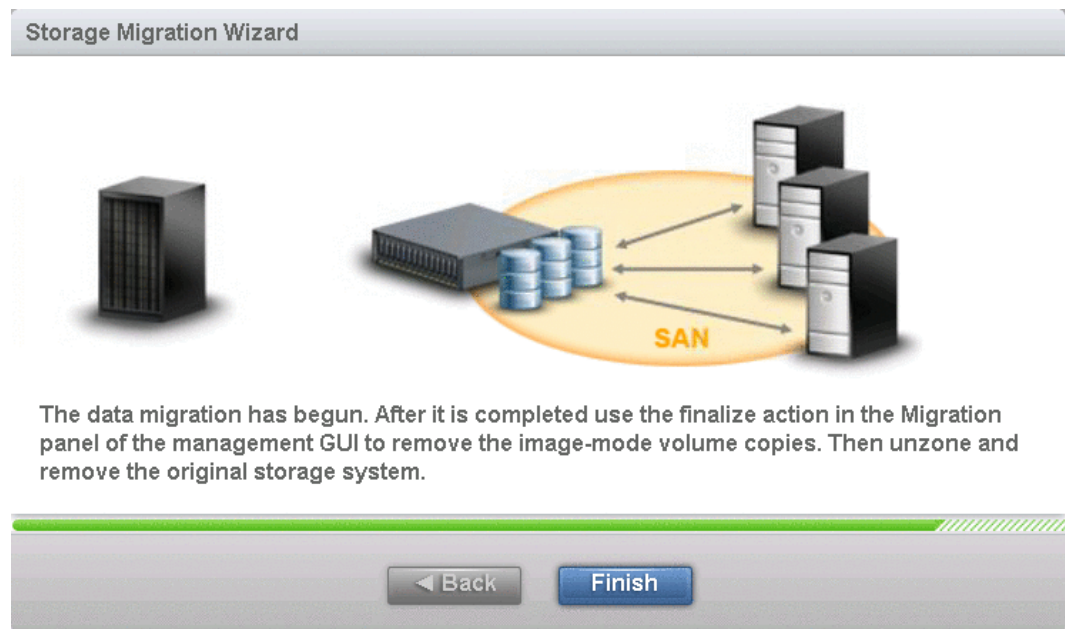 Storage Migration Wizard
SAN
The data migration has begun. After it is completed use the finalize action in the Migration
panel of the management GUI to remove the image-mode volume copies. Then unzone and
remove the original storage system.
◄ Back
Finish